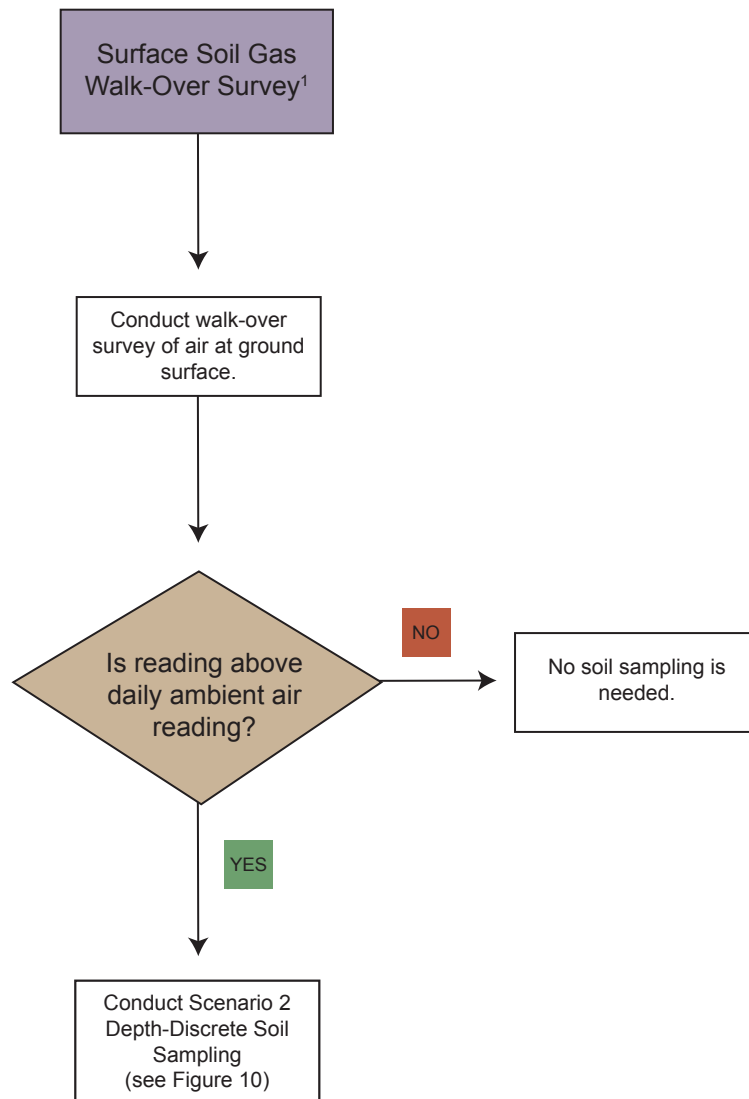 Surface Soil Gas
Walk-Over Survey¹
Conduct walk-over
survey of air at ground
surface.
Is reading above
daily ambient air
reading?
NO
No soil sampling is
needed.
YES
Conduct Scenario 2
Depth-Discrete Soil
Sampling
(see Figure 10)